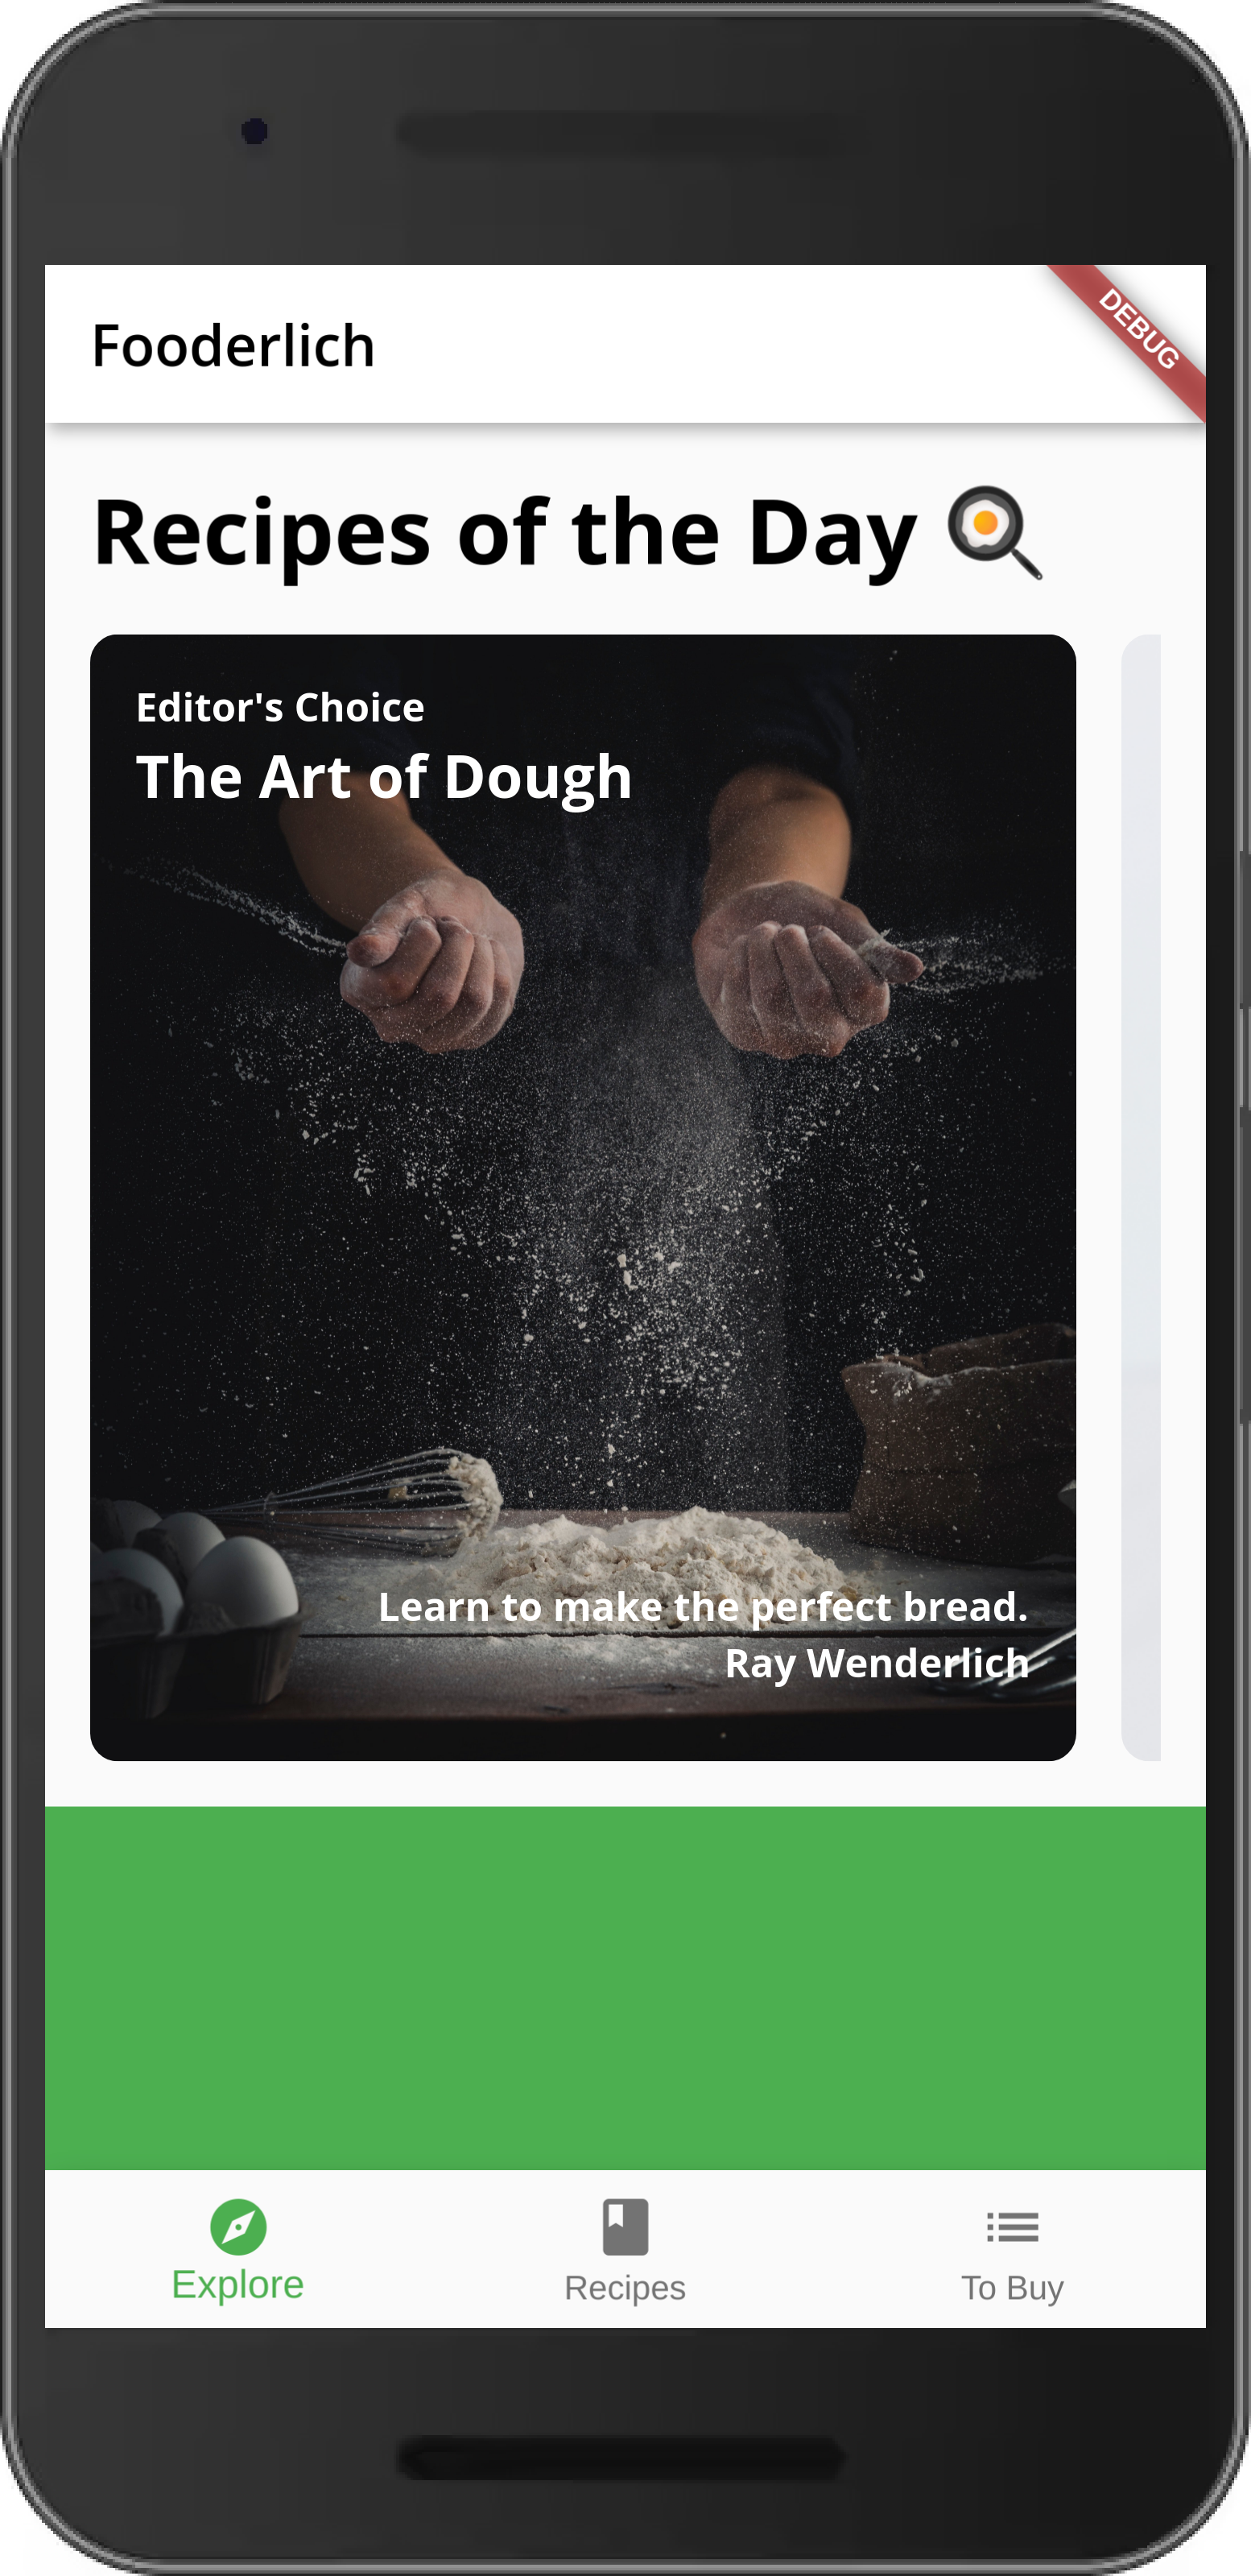 Fooderlich
DEBUG
Recipes of the Day 🍳
Editor's Choice
The Art of Dough
Learn to make the perfect bread.
Ray Wenderlich
Explore
Recipes
To Buy